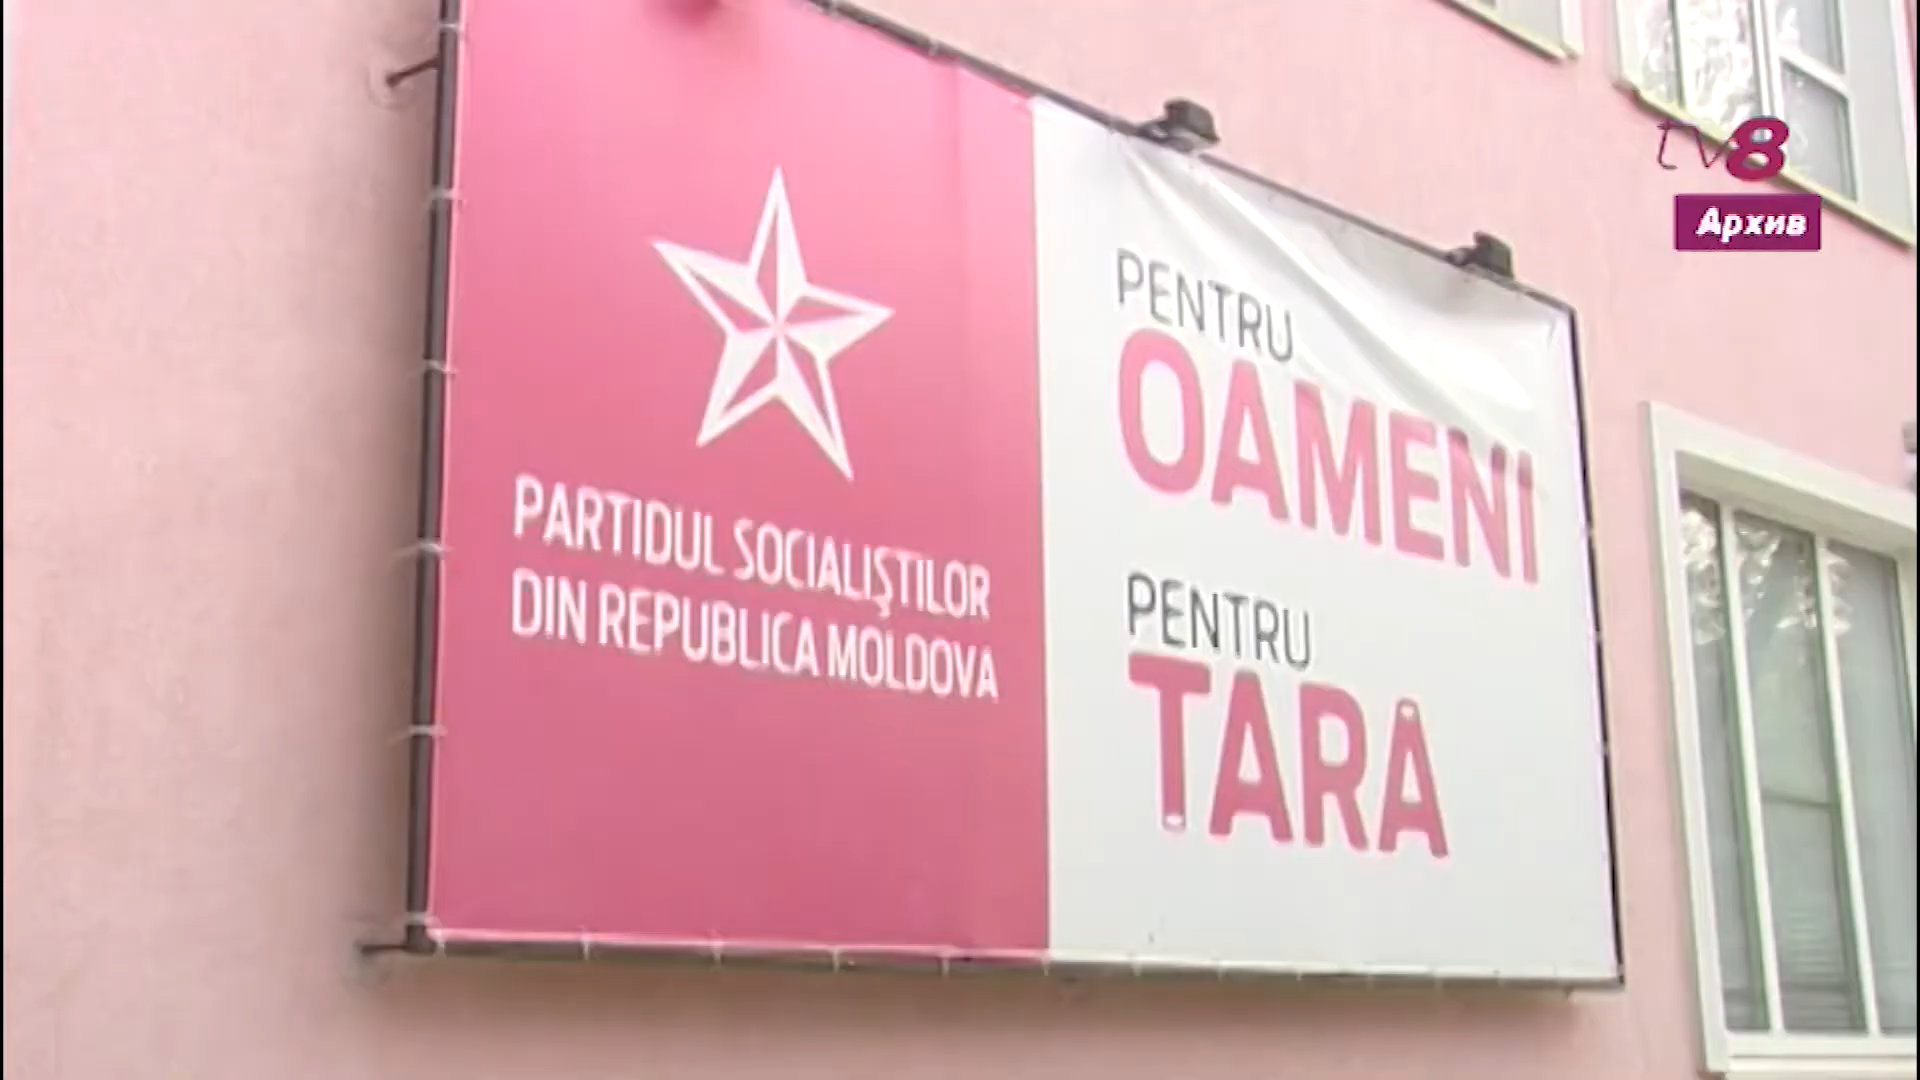 PARTIDUL SOCIALIŞTILOR
DIN REPUBLICA MOLDOVA
PENTRU
OAMENI
PENTRU
TARA
tv8
Архив